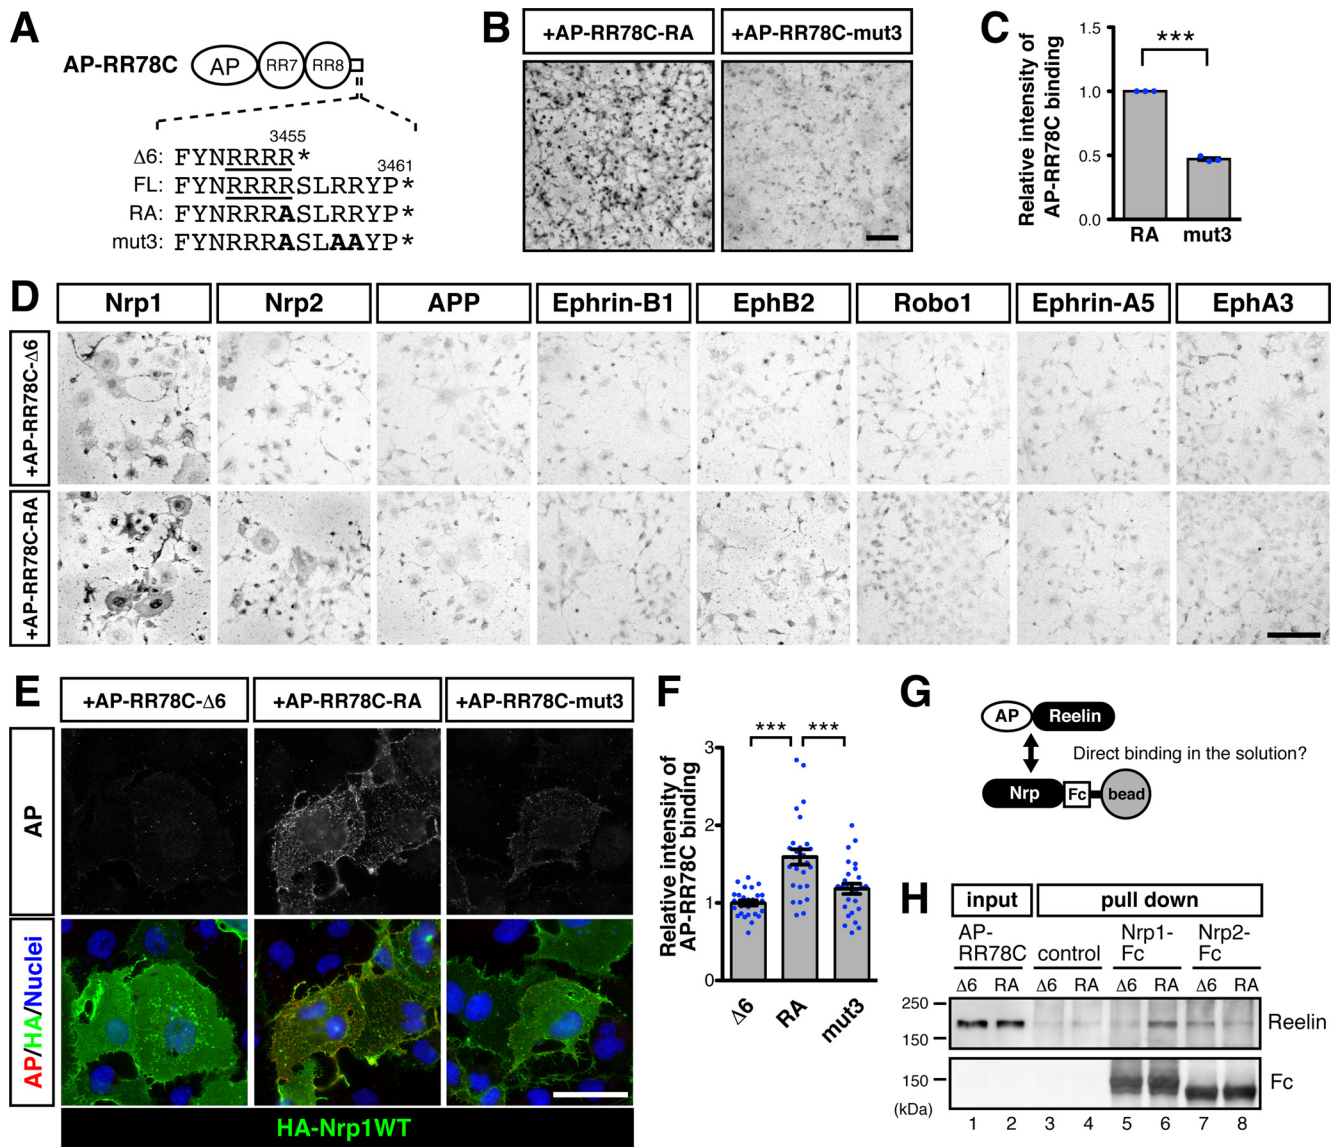 A
AP-RR78C
AP
RR7
RR8
3455
Δ6: FYNRRRR*
3461
FL: FYNRRRRSLRRYP*
RA: FYNRRRASLRRYP*
mut3: FYNRRRASLAAYP*
B
+AP-RR78C-RA
+AP-RR78C-mut3
C
Relative intensity of
AP-RR78C binding
1.5
1.0
0.5
0.0
***
RA
mut3
D
Nrp1
Nrp2
APP
Ephrin-B1
EphB2
Robo1
Ephrin-A5
EphA3
+AP-RR78C-Δ6
+AP-RR78C-RA
E
+AP-RR78C-Δ6
+AP-RR78C-RA
+AP-RR78C-mut3
AP
AP/HA/Nuclei
HA-Nrp1WT
F
Relative intensity of
AP-RR78C binding
3
2
1
0
***
***
Δ6
RA
mut3
G
AP
Reelin
Direct binding in the solution?
Nrp
Fc
bead
H
input
pull down
AP-
RR78C
control
Nrp1-
Fc
Nrp2-
Fc
Δ6 RA Δ6 RA Δ6 RA Δ6 RA
250
150
Reelin
150
Fc
(kDa)
1 2 3 4 5 6 7 8